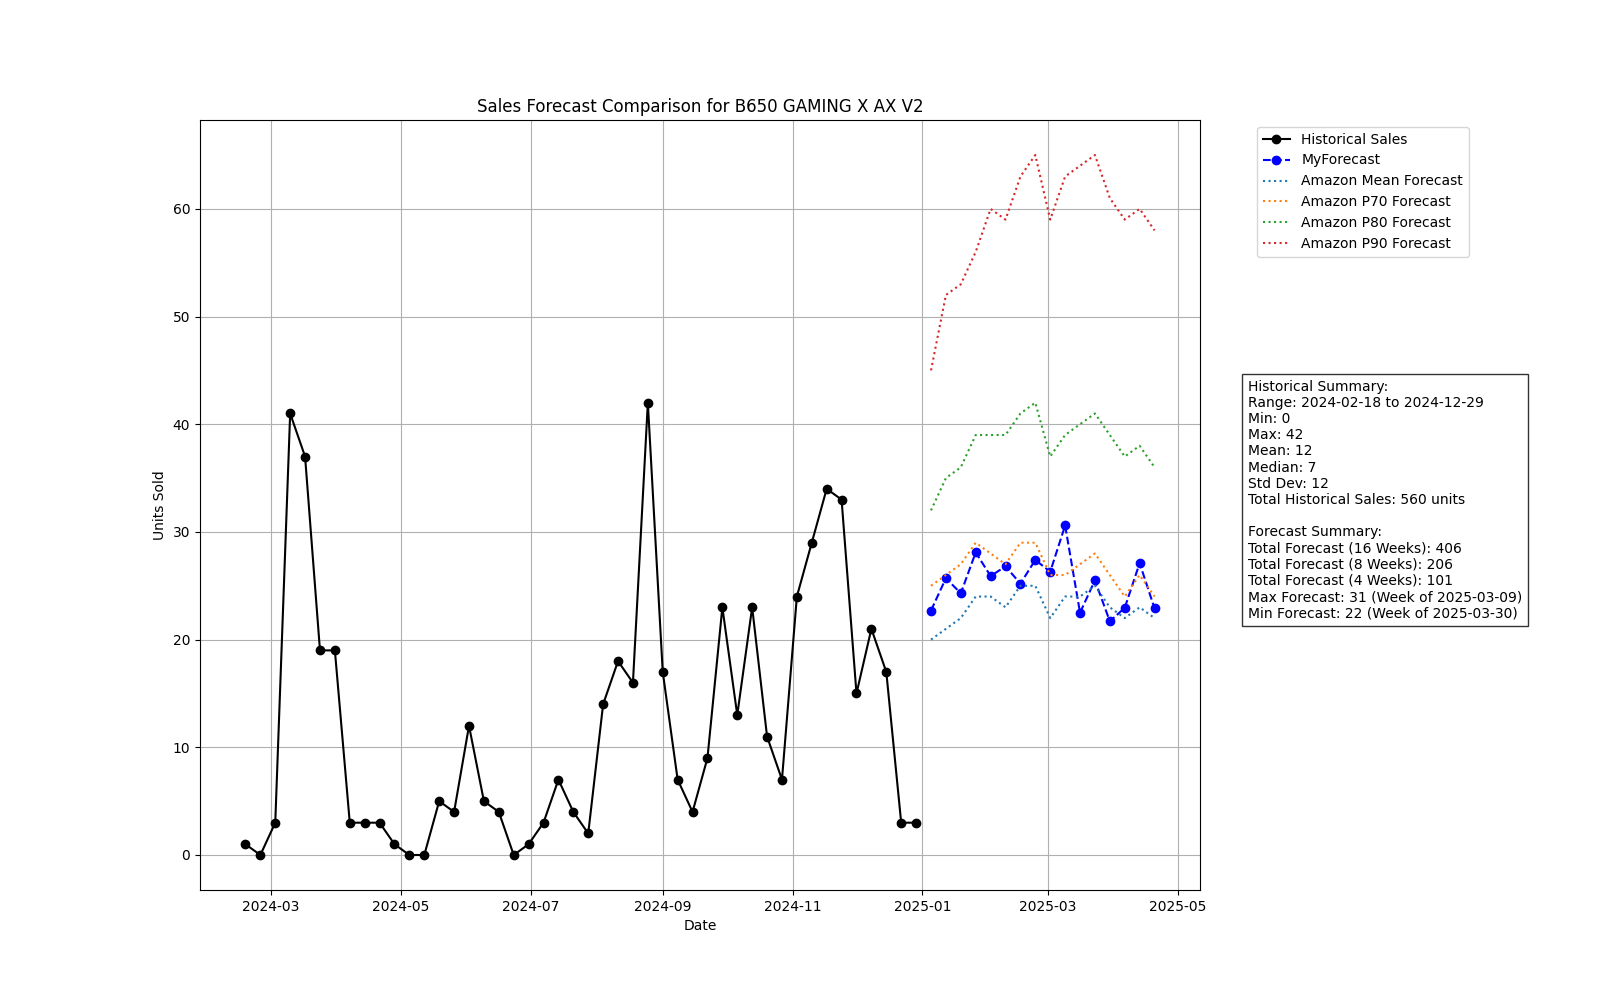 Sales Forecast Comparison for B650 GAMING X AX V2
Historical Sales
MyForecast
Amazon Mean Forecast
Amazon P70 Forecast
Amazon P80 Forecast
Amazon P90 Forecast
Units Sold
60
50
40
30
20
10
0
Historical Summary:
Range: 2024-02-18 to 2024-12-29
Min: 0
Max: 42
Mean: 12
Median: 7
Std Dev: 12
Total Historical Sales: 560 units
Forecast Summary:
Total Forecast (16 Weeks): 406
Total Forecast (8 Weeks): 206
Total Forecast (4 Weeks): 101
Max Forecast: 31 (Week of 2025-03-09)
Min Forecast: 22 (Week of 2025-03-30)
2024-03 2024-05 2024-07 2024-09 2024-11 2025-01 2025-03 2025-05
Date